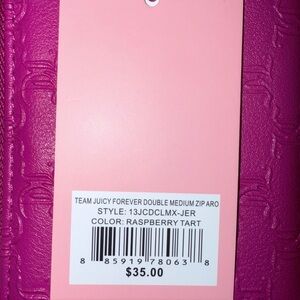 TEAM JUICY FOREVER DOUBLE MEDIUM ZIP ARO
STYLE: 13JCDCLMX-JER
COLOR: RASPBERRY TART
8 85919 78063 8
$35.00